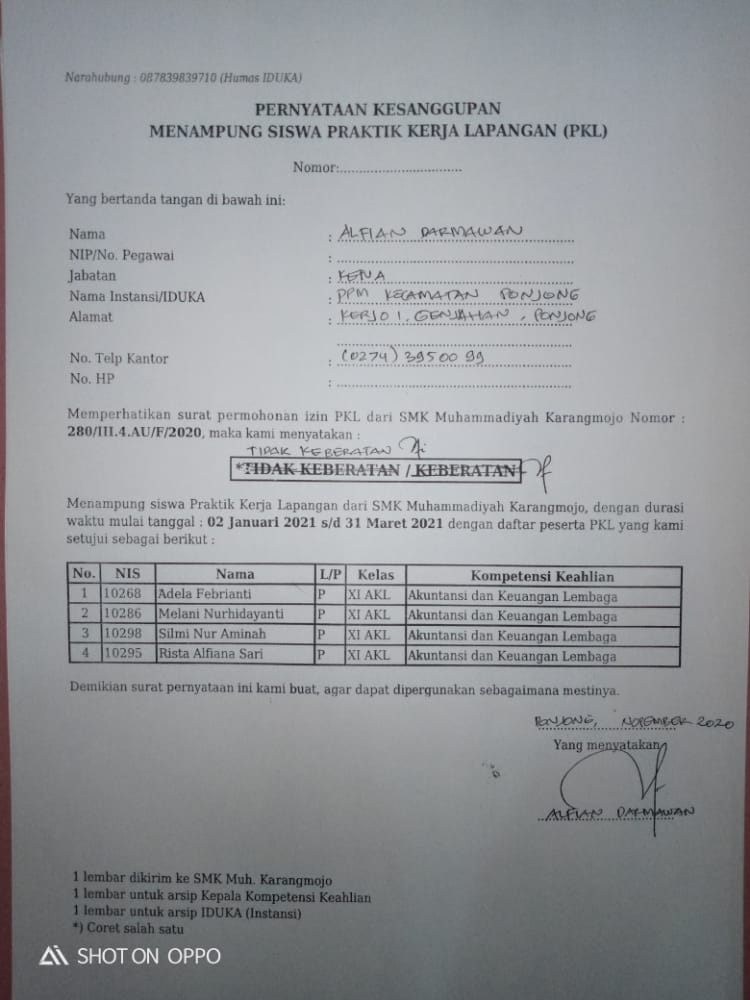 Narahubung : 087839839710 (Humas IDUKA)
PERNYATAAN KESANGGUPAN
MENAMPUNG SISWA PRAKTIK KERJA LAPANGAN (PKL)
Nomor:................................
Yang bertanda tangan di bawah ini:
Nama : ALFIAN DARMAWAN
NIP/No. Pegawai :
Jabatan : KETUA
Nama Instansi/IDUKA : PPM KECAMATAN PONJONG
Alamat : KERJO I, GENJAHAN, PONJONG
No. Telp Kantor : (0274) 3950099
No. HP :
Memperhatikan surat permohonan izin PKL dari SMK Muhammadiyah Karangmojo Nomor :
280/III.4.AU/F/2020, maka kami menyatakan :
TIDAK KEBERATAN
*TIDAK KEBERATAN / KEBERATAN
Menampung siswa Praktik Kerja Lapangan dari SMK Muhammadiyah Karangmojo, dengan durasi
waktu mulai tanggal : 02 Januari 2021 s/d 31 Maret 2021 dengan daftar peserta PKL yang kami
setujui sebagai berikut :
No. NIS Nama L/P Kelas Kompetensi Keahlian
1 10268 Adela Febrianti P XI AKL Akuntansi dan Keuangan Lembaga
2 10286 Melani Nurhidayanti P XI AKL Akuntansi dan Keuangan Lembaga
3 10298 Silmi Nur Aminah P XI AKL Akuntansi dan Keuangan Lembaga
4 10295 Rista Alfiana Sari P XI AKL Akuntansi dan Keuangan Lembaga
Demikian surat pernyataan ini kami buat, agar dapat dipergunakan sebagaimana mestinya.
PONJONG, NOPEMBER 2020
Yang menyatakan
ALFIAN DARMAWAN
1 lembar dikirim ke SMK Muh. Karangmojo
1 lembar untuk arsip Kepala Kompetensi Keahlian
1 lembar untuk arsip IDUKA (Instansi)
*) Coret salah satu
SHOT ON OPPO